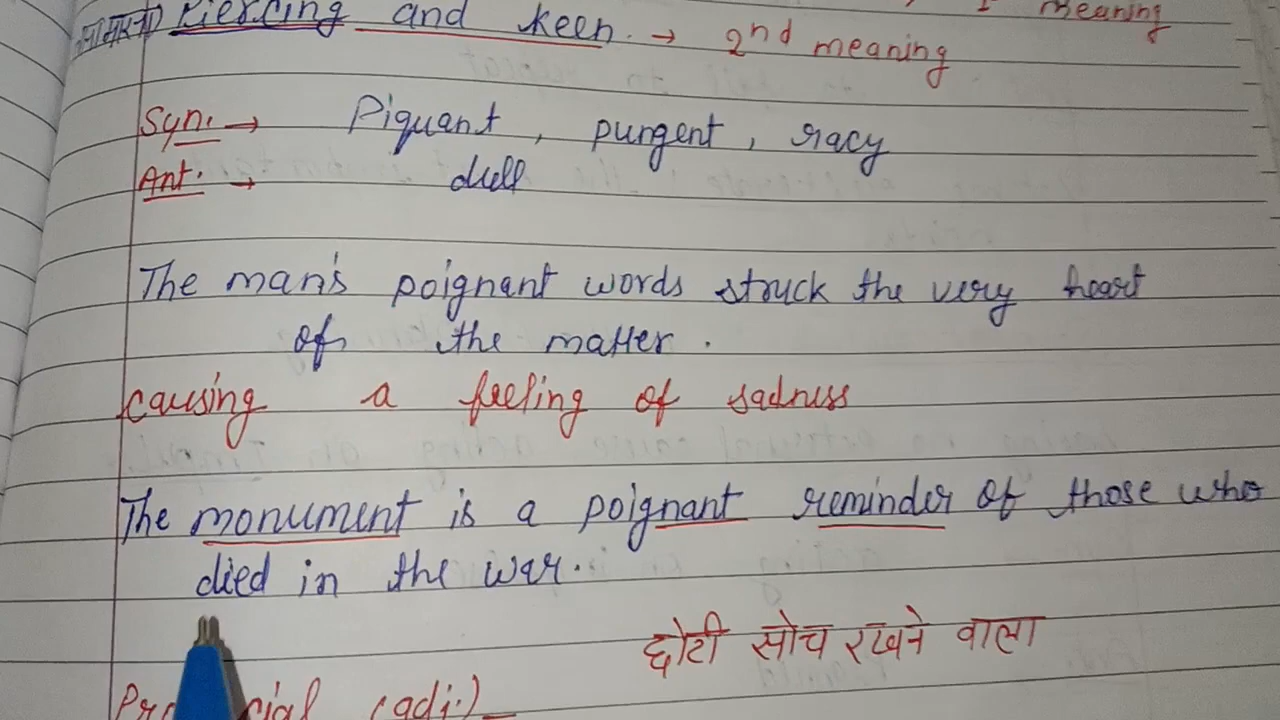 meaning
Piercing and keen. → 2nd meaning
Syn. → Piquant, purgent, racy
Ant. → dull
The man's poignant words struck the very heart
of the matter.
causing a feeling of sadness
The monument is a poignant reminder of those who
died in the war.
छोटी सोच रखने वाला
(adj.)